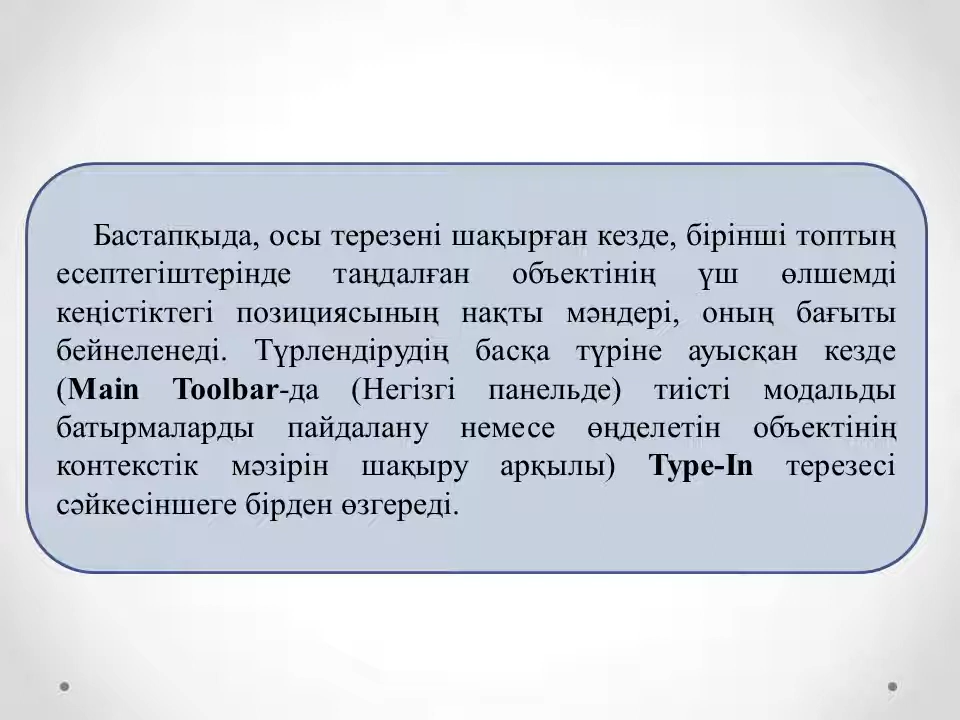 Бастапқыда, осы терезені шақырған кезде, бірінші топтың
есептегіштерінде таңдалған объектінің үш өлшемді
кеңістіктегі позициясының нақты мәндері, оның бағыты
бейнеленеді. Түрлендірудің басқа түріне ауысқан кезде
(Main Toolbar-да (Негізгі панельде) тиісті модальды
батырмаларды пайдалану немесе өңделетін объектінің
контекстік мәзірін шақыру арқылы) Type-In терезесі
сәйкесіншеге бірден өзгереді.